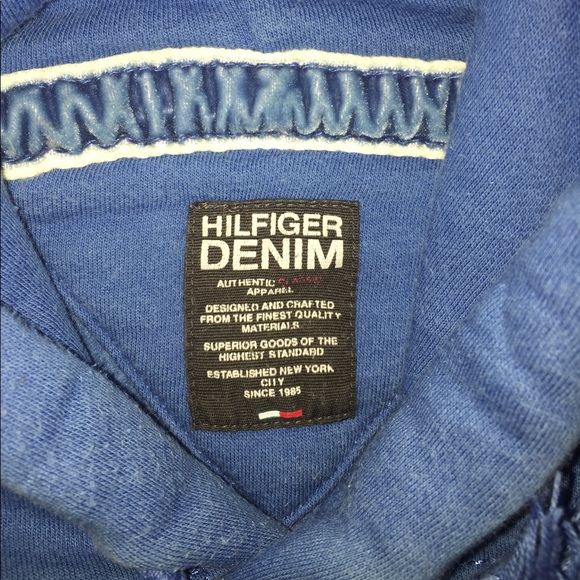 HILFIGER
DENIM
AUTHENTIC
APPAREL
DESIGNED AND CRAFTED
FROM THE FINEST QUALITY
MATERIALS
SUPERIOR GOODS OF THE
HIGHEST STANDARD
ESTABLISHED NEW YORK
CITY
SINCE 1985